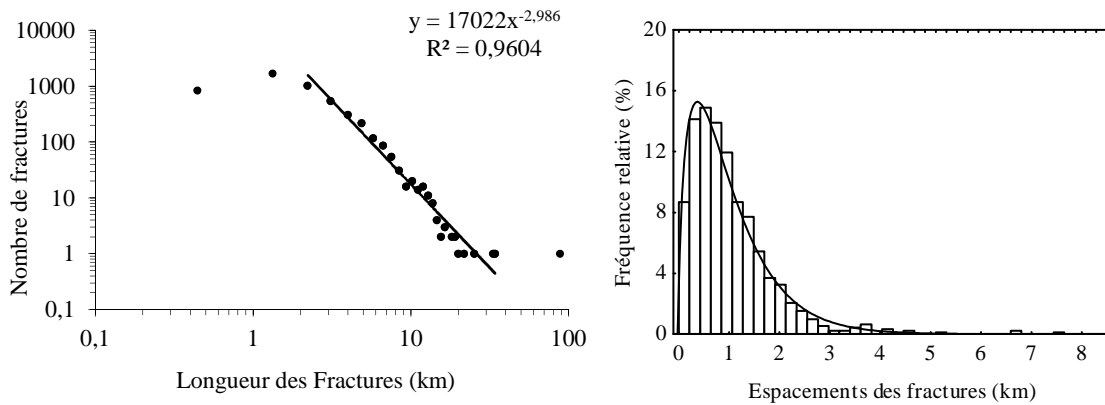 y = 17022x^-2,986
R² = 0,9604
10000
1000
100
10
1
0,1
0,1 1 10 100
Nombre de fractures
Longueur des Fractures (km)
20
16
12
8
4
0
0 1 2 3 4 5 6 7 8
Fréquence relative (%)
Espacements des fractures (km)